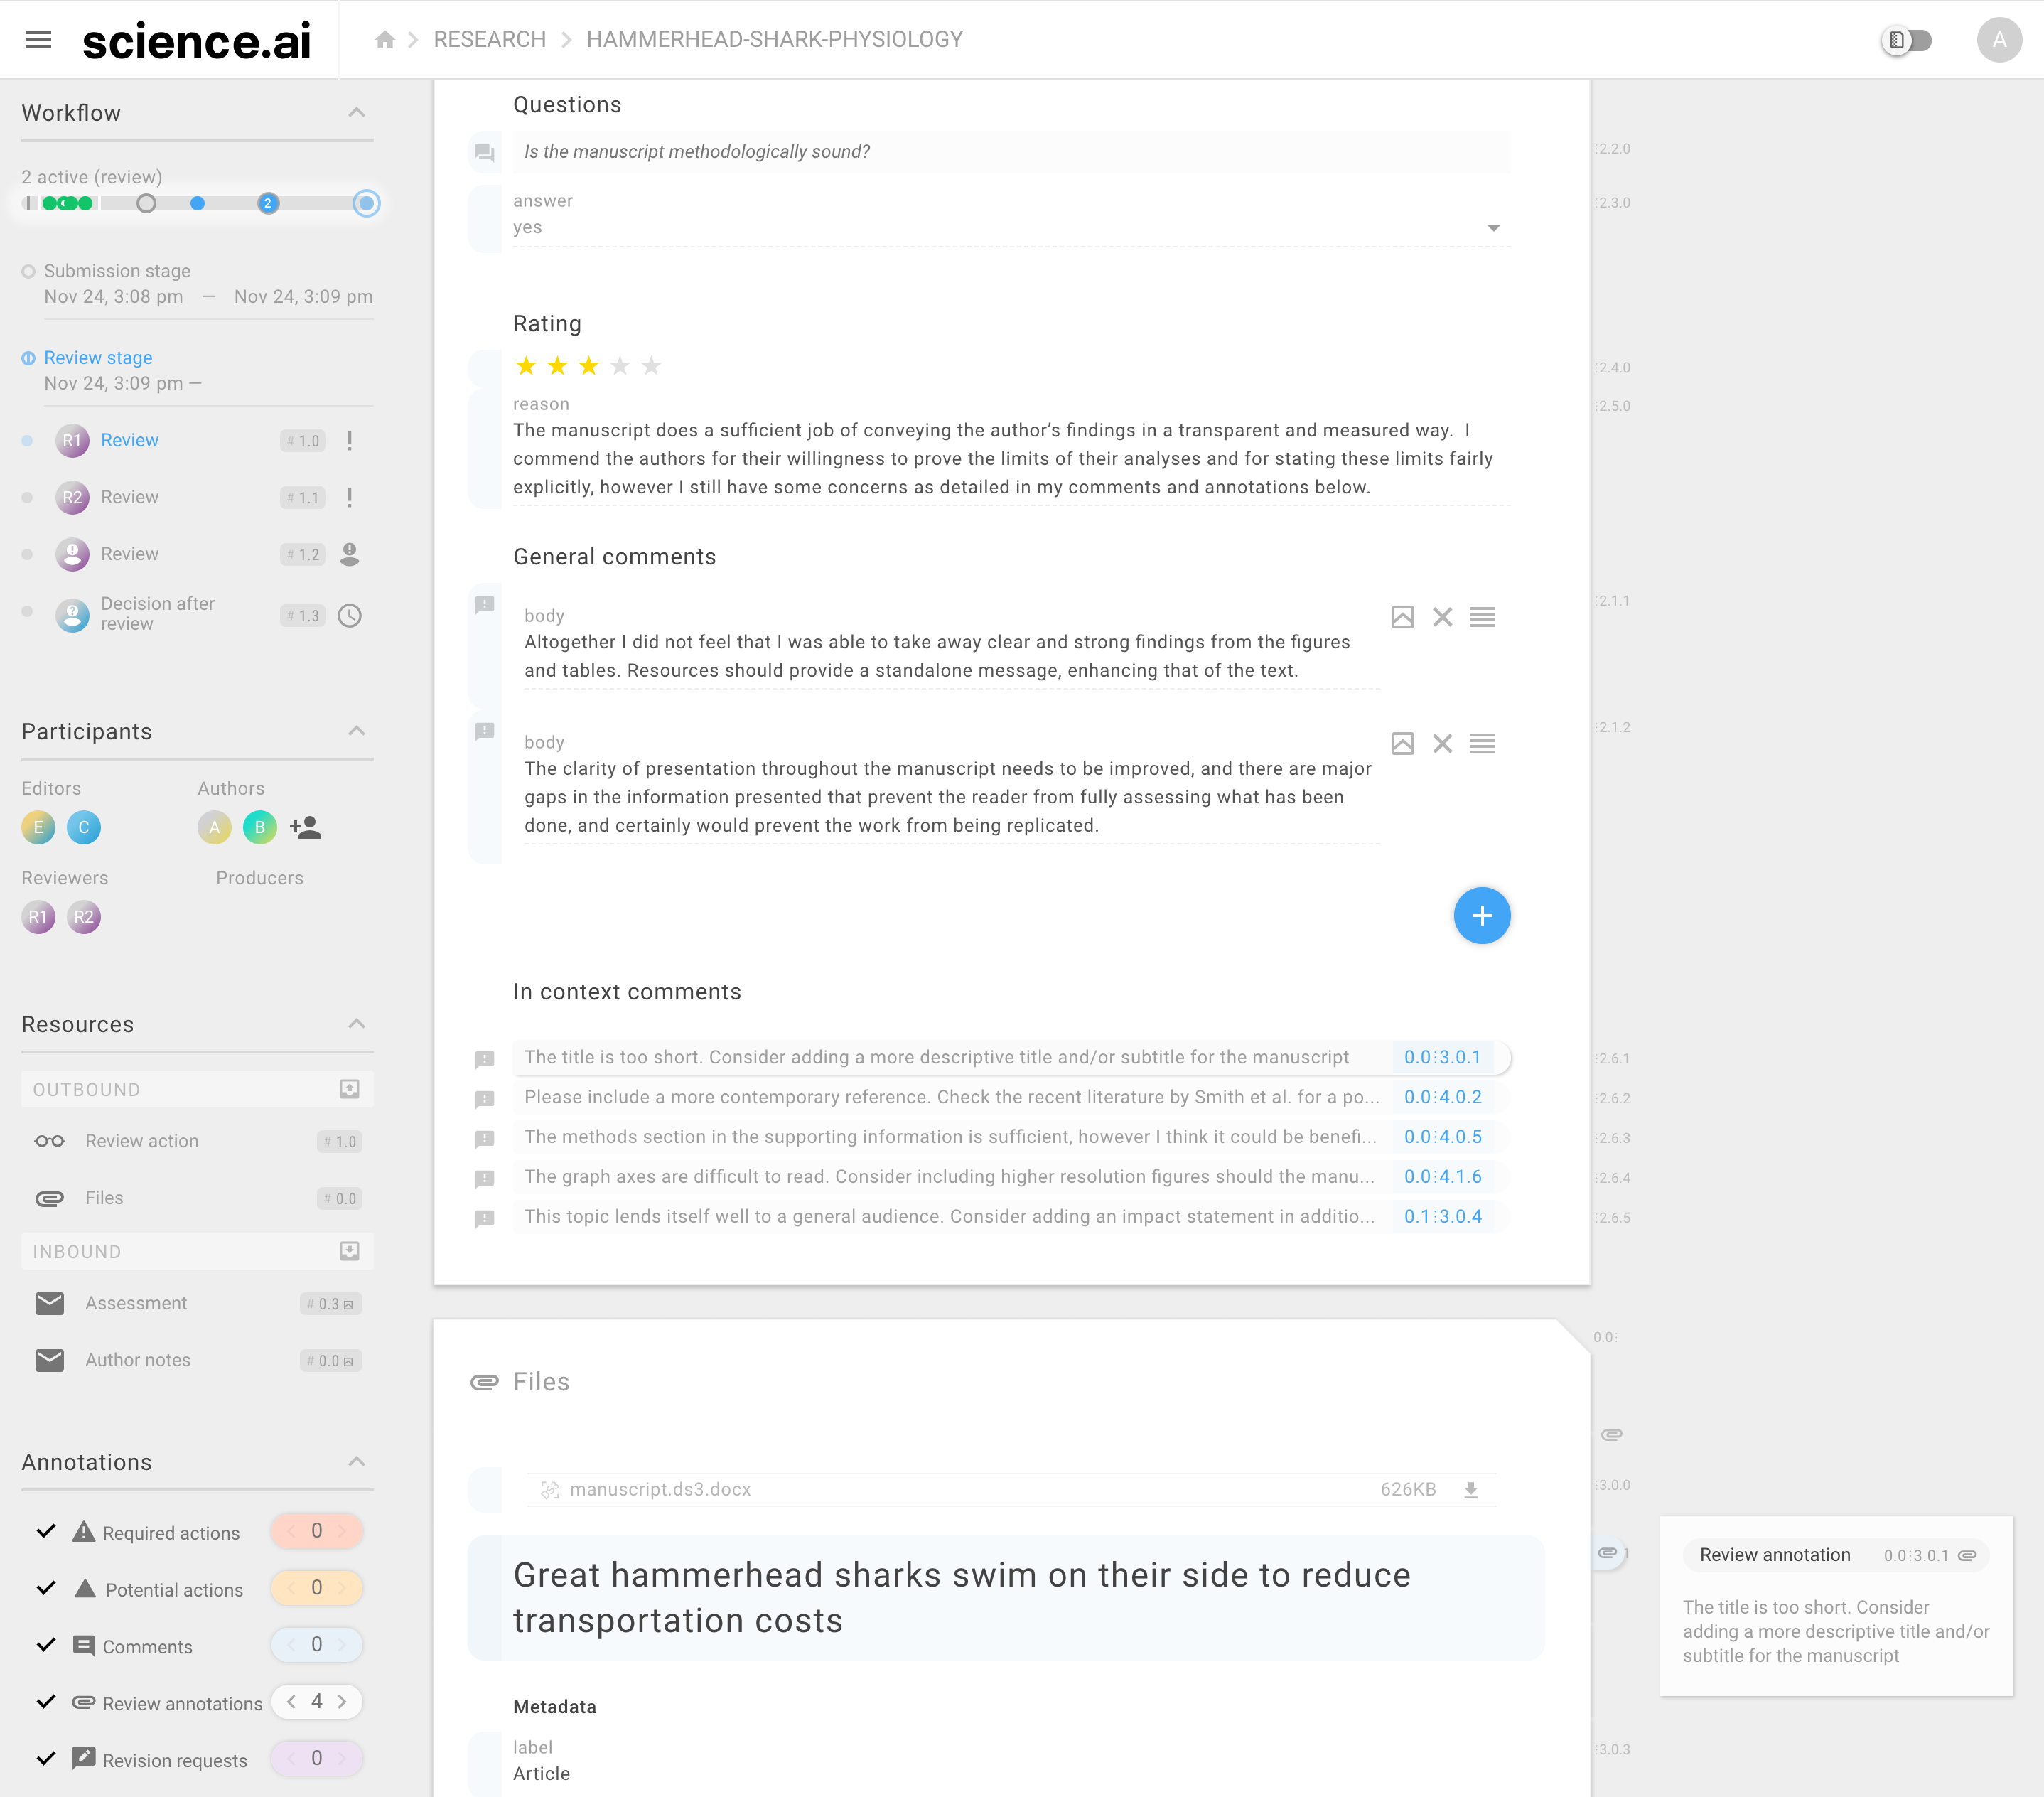 science.ai
RESEARCH
HAMMERHEAD-SHARK-PHYSIOLOGY
A
Workflow
2 active (review)
2
Submission stage
Nov 24, 3:08 pm — Nov 24, 3:09 pm
Review stage
Nov 24, 3:09 pm —
R1 Review # 1.0
R2 Review # 1.1
Review # 1.2
Decision after
review
# 1.3
Participants
Editors Authors
E C A B
Reviewers Producers
R1 R2
Resources
OUTBOUND
Review action # 1.0
Files # 0.0
INBOUND
Assessment # 0.3
Author notes # 0.0
Annotations
Required actions 0
Potential actions 0
Comments 0
Review annotations 4
Revision requests 0
Questions
Is the manuscript methodologically sound?
:2.2.0
answer
yes
:2.3.0
Rating
:2.4.0
reason
:2.5.0
The manuscript does a sufficient job of conveying the author’s findings in a transparent and measured way.  I
commend the authors for their willingness to prove the limits of their analyses and for stating these limits fairly
explicitly, however I still have some concerns as detailed in my comments and annotations below.
General comments
:2.1.1
body
Altogether I did not feel that I was able to take away clear and strong findings from the figures
and tables. Resources should provide a standalone message, enhancing that of the text.
:2.1.2
body
The clarity of presentation throughout the manuscript needs to be improved, and there are major
gaps in the information presented that prevent the reader from fully assessing what has been
done, and certainly would prevent the work from being replicated.
In context comments
The title is too short. Consider adding a more descriptive title and/or subtitle for the manuscript 0.0:3.0.1 :2.6.1
Please include a more contemporary reference. Check the recent literature by Smith et al. for a po... 0.0:4.0.2 :2.6.2
The methods section in the supporting information is sufficient, however I think it could be benefi... 0.0:4.0.5 :2.6.3
The graph axes are difficult to read. Consider including higher resolution figures should the manu... 0.0:4.1.6 :2.6.4
This topic lends itself well to a general audience. Consider adding an impact statement in additio... 0.1:3.0.4 :2.6.5
0.0:
Files
manuscript.ds3.docx 626KB
:3.0.0
Great hammerhead sharks swim on their side to reduce
transportation costs
Metadata
label
Article
:3.0.3
Review annotation 0.0:3.0.1
The title is too short. Consider
adding a more descriptive title and/or
subtitle for the manuscript